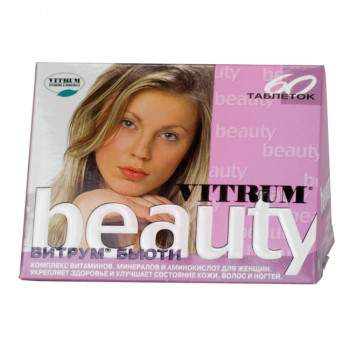 VITRUM
beauty
60
ТАБЛЕТОК
beauty
beauty
beauty
VITRUM®
beauty
ВИТРУМ® БЬЮТИ
КОМПЛЕКС ВИТАМИНОВ, МИНЕРАЛОВ И АМИНОКИСЛОТ ДЛЯ ЖЕНЩИН.
УКРЕПЛЯЕТ ЗДОРОВЬЕ И УЛУЧШАЕТ СОСТОЯНИЕ КОЖИ, ВОЛОС И НОГТЕЙ.